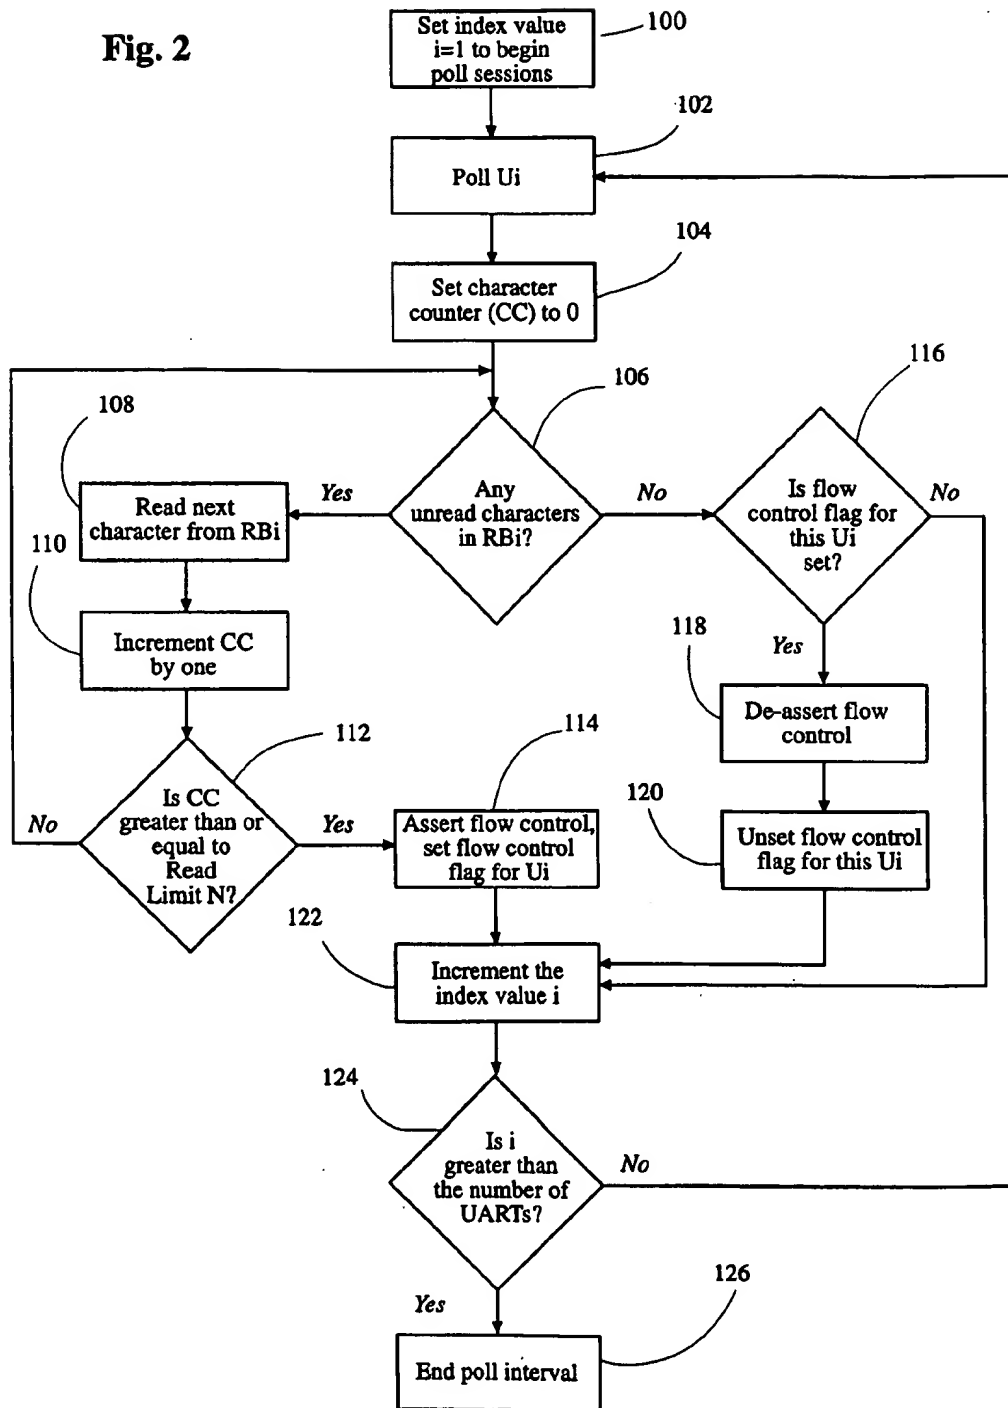 Fig. 2
Set index value
i=1 to begin
poll sessions
100
102
Poll Ui
104
Set character
counter (CC) to 0
106
116
108
Yes
Any
unread characters
in RBi?
No
Is flow
control flag for
this Ui
set?
No
Read next
character from RBi
110
Increment CC
by one
Yes
118
De-assert flow
control
112
114
Is CC
greater than or
equal to
Read
Limit N?
No
Yes
Assert flow control,
set flow control
flag for Ui
120
Unset flow control
flag for this Ui
122
Increment the
index value i
124
Is i
greater than
the number of
UARTs?
No
Yes
126
End poll interval